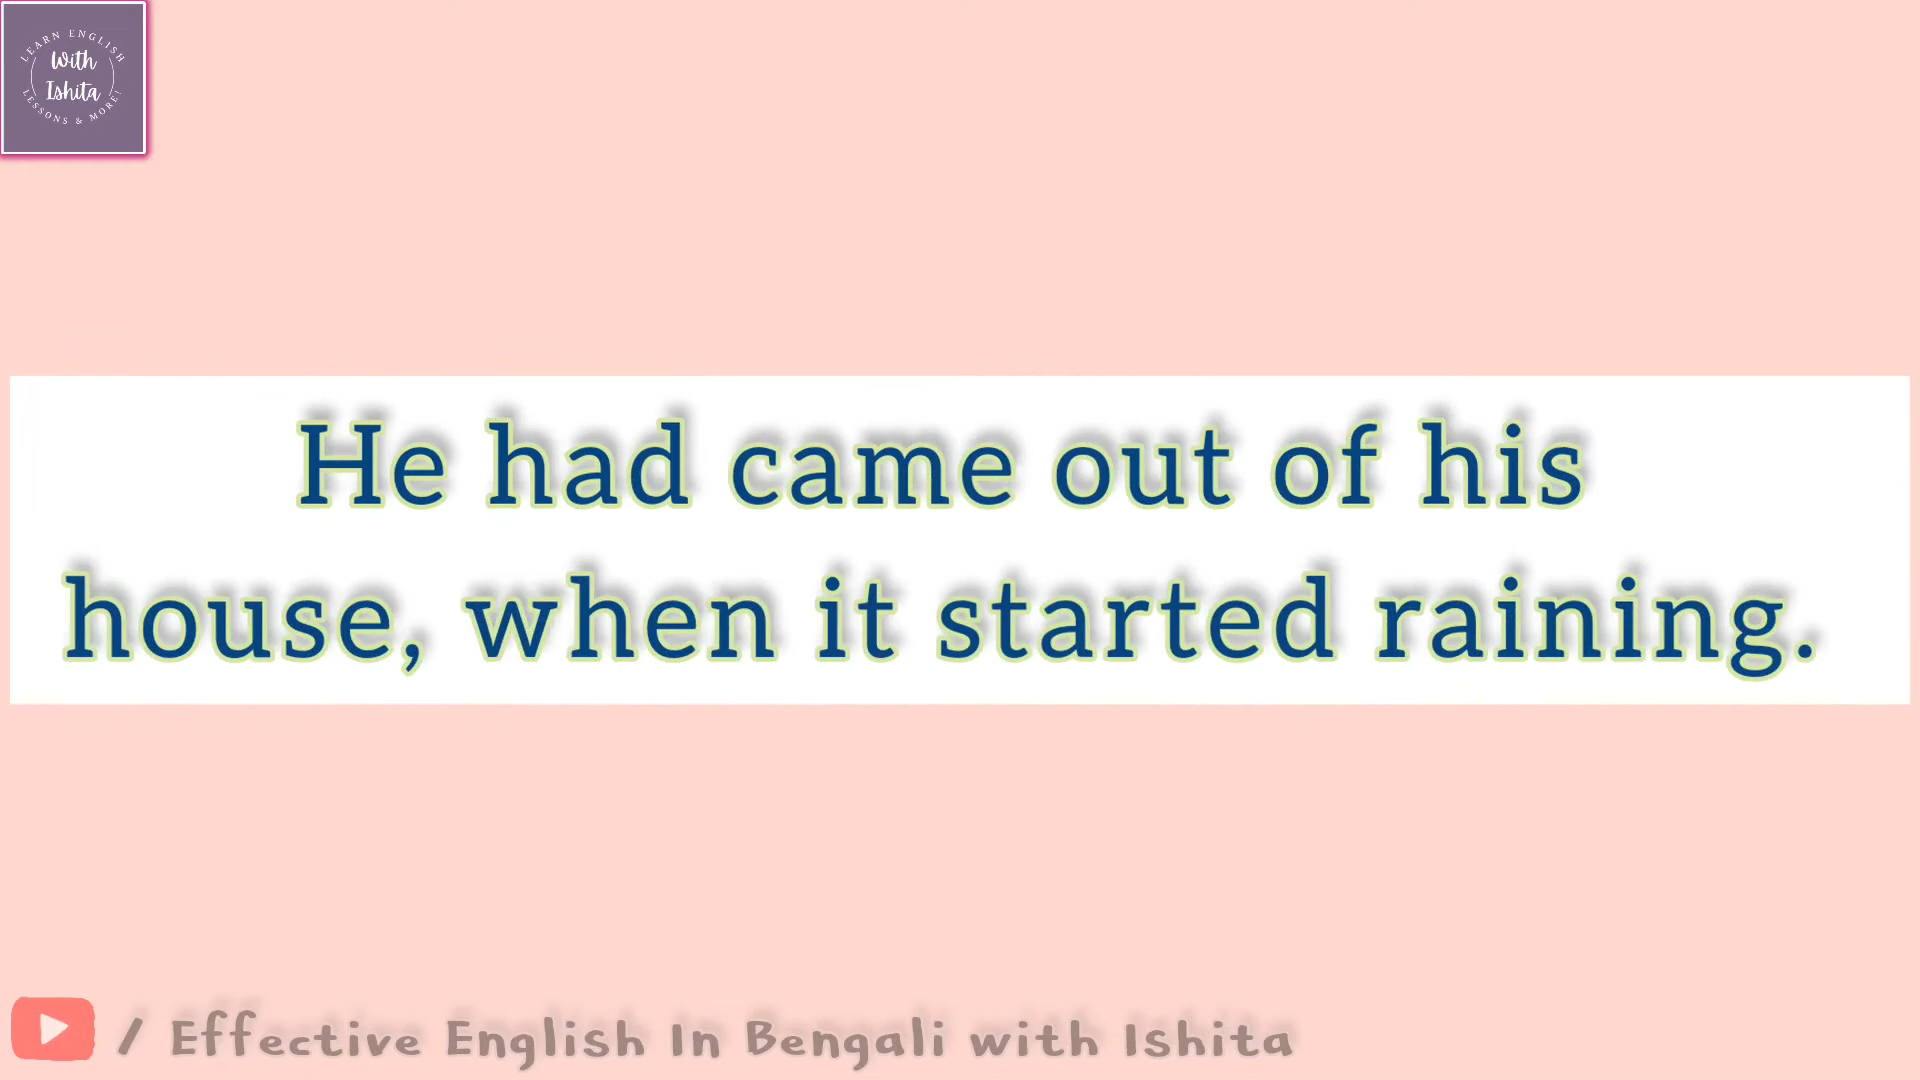 LEARN ENGLISH
With
Ishita
LESSONS & MORE!
He had came out of his
house, when it started raining.
/ Effective English In Bengali with Ishita